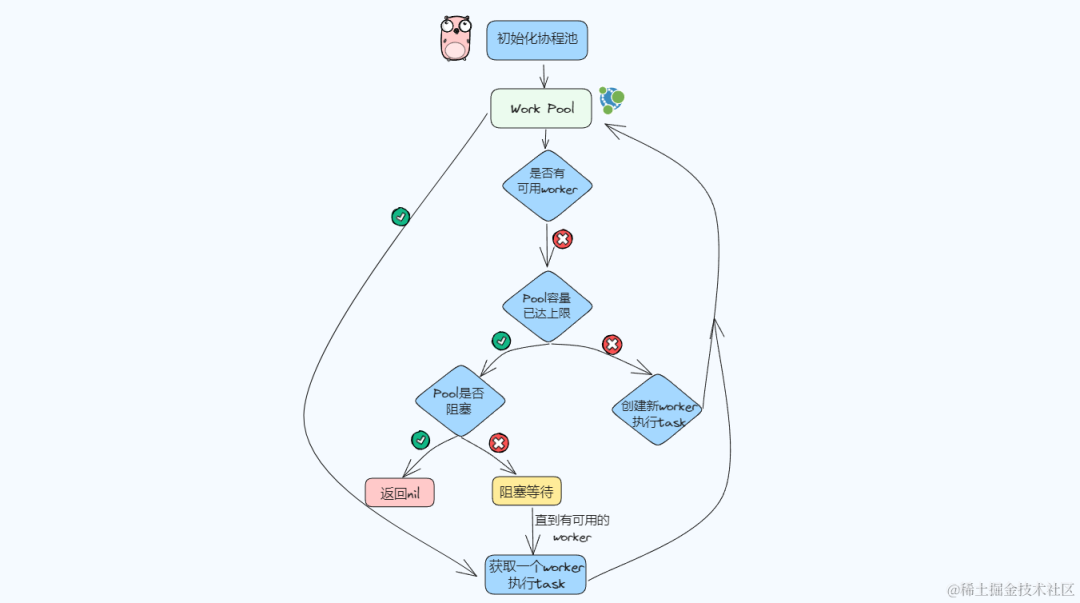 初始化协程池
Work Pool
是否有
可用worker
Pool容量
已达上限
Pool是否
阻塞
创建新worker
执行task
返回nil
阻塞等待
直到有可用的
worker
获取一个worker
执行task
@稀土掘金技术社区